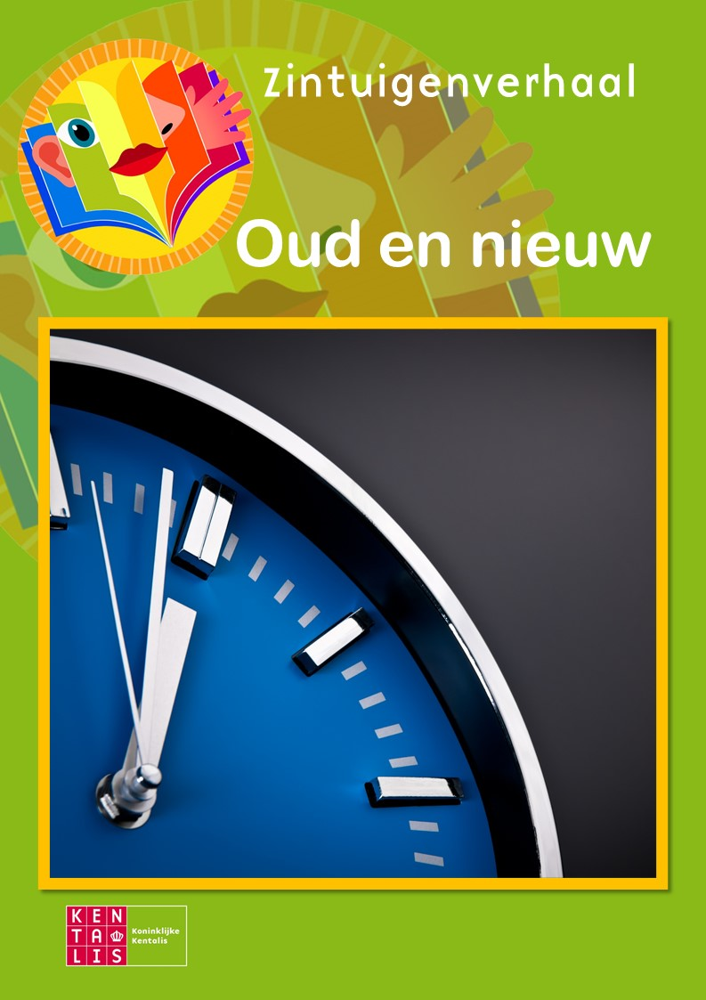 Zintuigenverhaal
Oud en nieuw
KEN
TA
LIS
Koninklijke
Kentalis